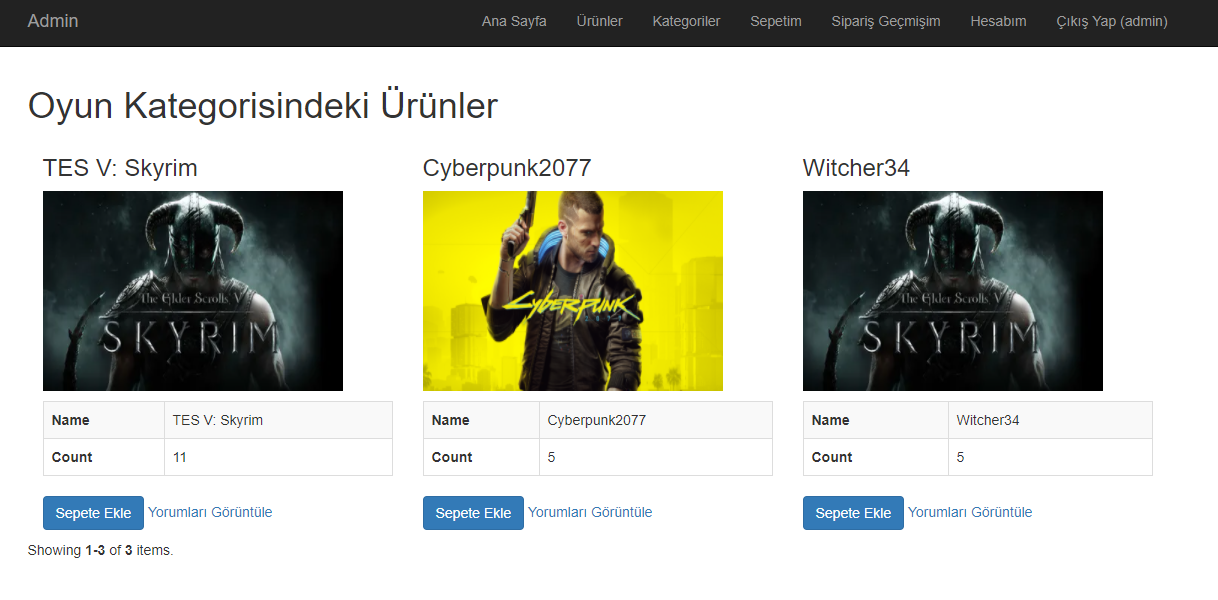 Admin Ana Sayfa Ürünler Kategoriler Sepetim Sipariş Geçmişim Hesabım Çıkış Yap (admin)
Oyun Kategorisindeki Ürünler
TES V: Skyrim
The Elder Scrolls V
SKYRIM
Name TES V: Skyrim
Count 11
Sepete Ekle Yorumları Görüntüle
Cyberpunk2077
CYBERPUNK
Name Cyberpunk2077
Count 5
Sepete Ekle Yorumları Görüntüle
Witcher34
The Elder Scrolls V
SKYRIM
Name Witcher34
Count 5
Sepete Ekle Yorumları Görüntüle
Showing 1-3 of 3 items.